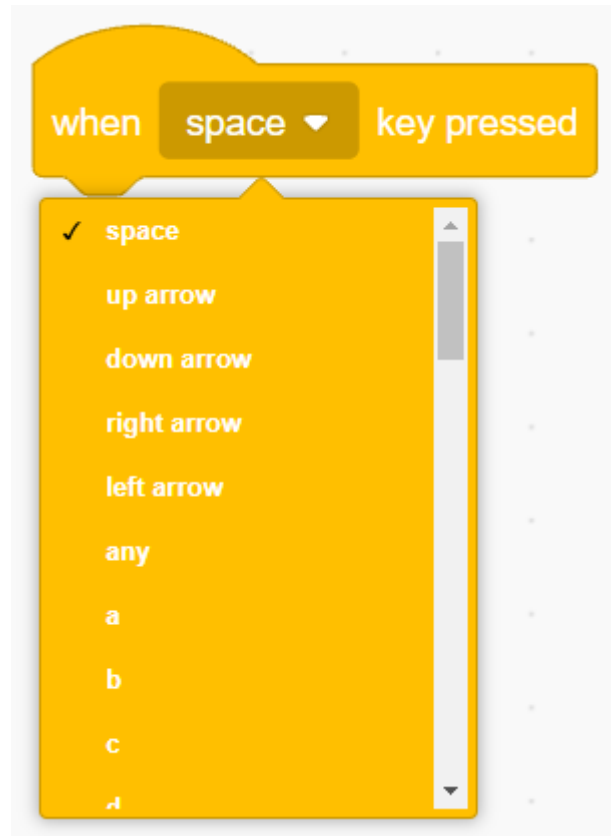 when space key pressed
✓ space
up arrow
down arrow
right arrow
left arrow
any
a
b
c
d